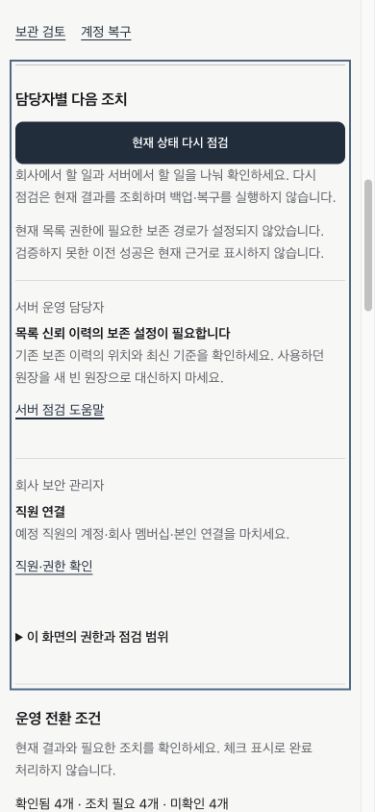 보관 검토 계정 복구
담당자별 다음 조치
현재 상태 다시 점검
회사에서 할 일과 서버에서 할 일을 나눠 확인하세요. 다시
점검은 현재 결과를 조회하며 백업·복구를 실행하지 않습니다.
현재 목록 권한에 필요한 보존 경로가 설정되지 않았습니다.
검증하지 못한 이전 성공은 현재 근거로 표시하지 않습니다.
서버 운영 담당자
목록 신뢰 이력의 보존 설정이 필요합니다
기존 보존 이력의 위치와 최신 기준을 확인하세요. 사용하던
원장을 새 빈 원장으로 대신하지 마세요.
서버 점검 도움말
회사 보안 관리자
직원 연결
예정 직원의 계정·회사 멤버십·본인 연결을 마치세요.
직원·권한 확인
▶ 이 화면의 권한과 점검 범위
운영 전환 조건
현재 결과와 필요한 조치를 확인하세요. 체크 표시로 완료
처리하지 않습니다.
확인됨 4개 · 조치 필요 4개 · 미확인 4개